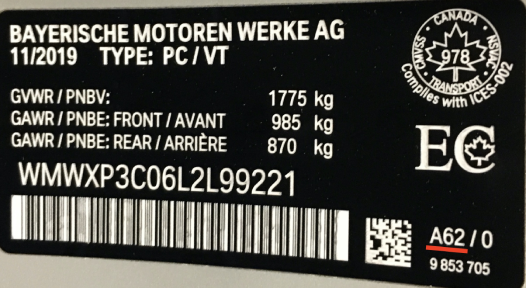 BAYERISCHE MOTOREN WERKE AG
11/2019 TYPE: PC / VT
GVWR / PNBV: 1775 kg
GAWR / PNBE: FRONT / AVANT 985 kg
GAWR / PNBE: REAR / ARRIÈRE 870 kg
WMWXP3C06L2L99221
CANADA
978
TRANSPORT
NSVAC
NSVMAC
Complies with ICES-002
EC
A62 / 0
9 853 705